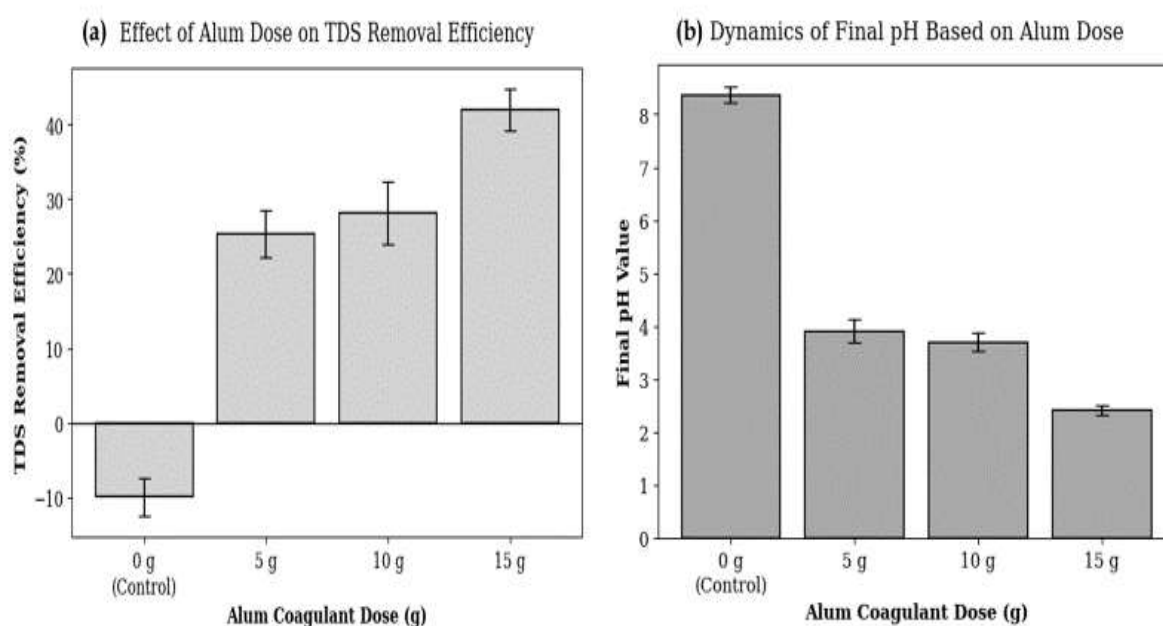 (a) Effect of Alum Dose on TDS Removal Efficiency
TDS Removal Efficiency (%)
40
30
20
10
0
−10
0 g
(Control)
5 g
10 g
15 g
Alum Coagulant Dose (g)
(b) Dynamics of Final pH Based on Alum Dose
Final pH Value
8
7
6
5
4
3
2
1
0
0 g
(Control)
5 g
10 g
15 g
Alum Coagulant Dose (g)